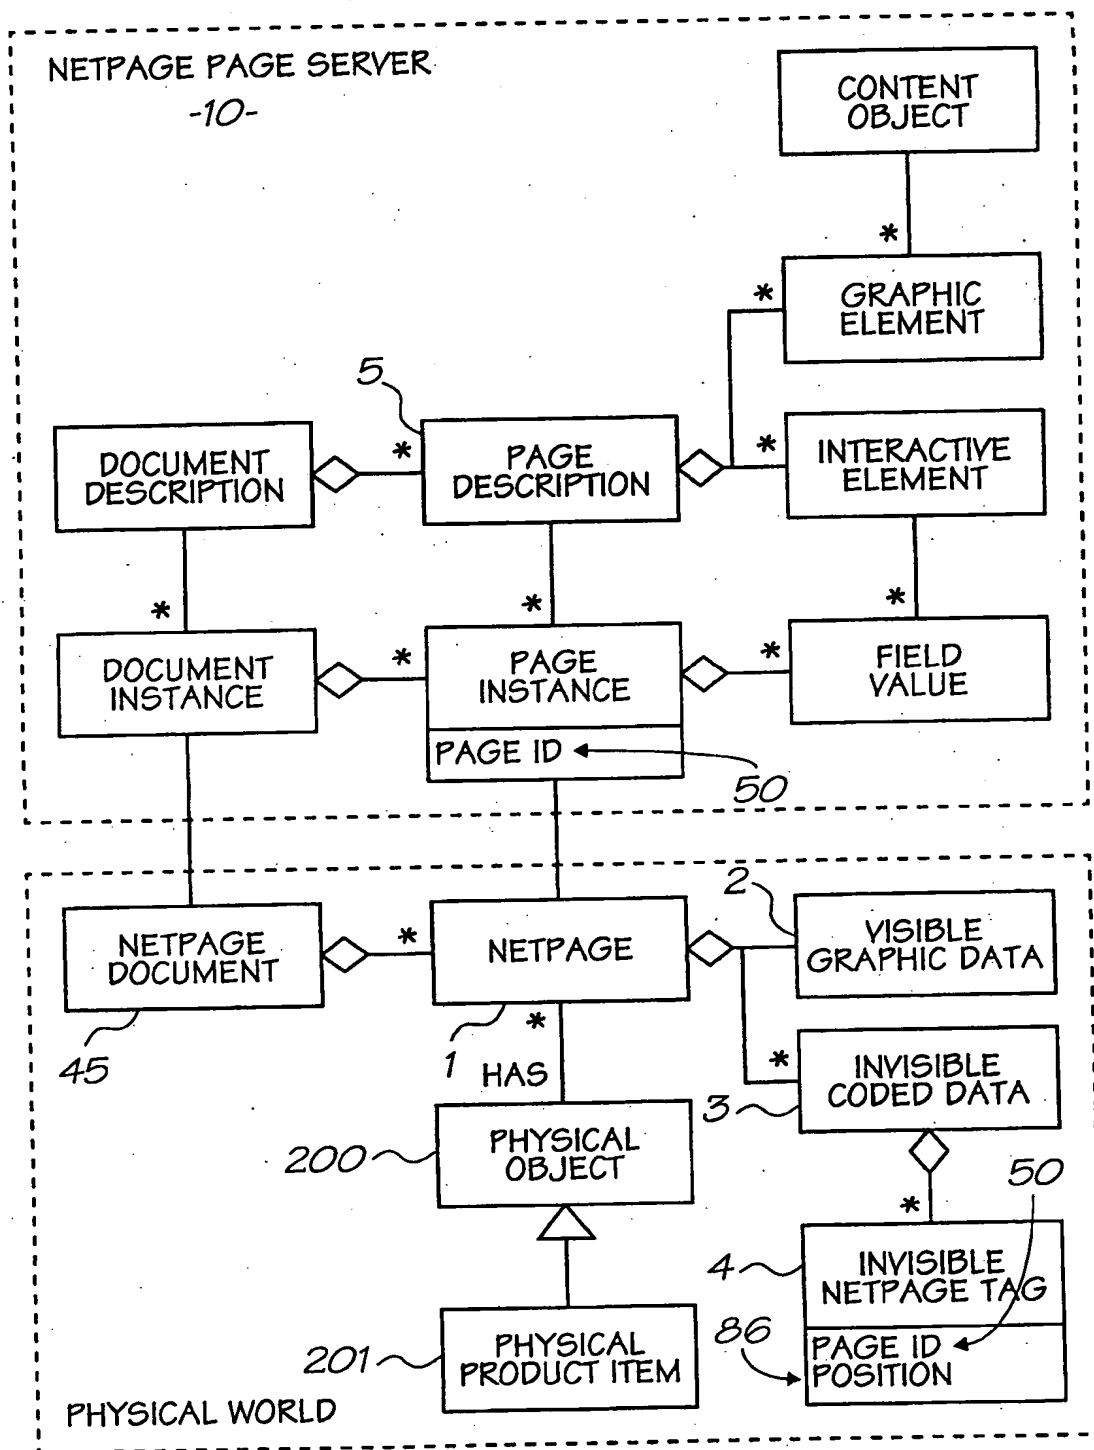 NETPAGE PAGE SERVER
-10-
CONTENT
OBJECT
*
GRAPHIC
ELEMENT
*
5
DOCUMENT
DESCRIPTION
*
PAGE
DESCRIPTION
*
INTERACTIVE
ELEMENT
*
*
*
DOCUMENT
INSTANCE
*
PAGE
INSTANCE
*
FIELD
VALUE
PAGE ID
50
2
NETPAGE
DOCUMENT
*
NETPAGE
VISIBLE
GRAPHIC DATA
45
1
*
HAS
*
3
INVISIBLE
CODED DATA
200
PHYSICAL
OBJECT
50
*
4
INVISIBLE
NETPAGE TAG
86
PAGE ID
POSITION
201
PHYSICAL
PRODUCT ITEM
PHYSICAL WORLD